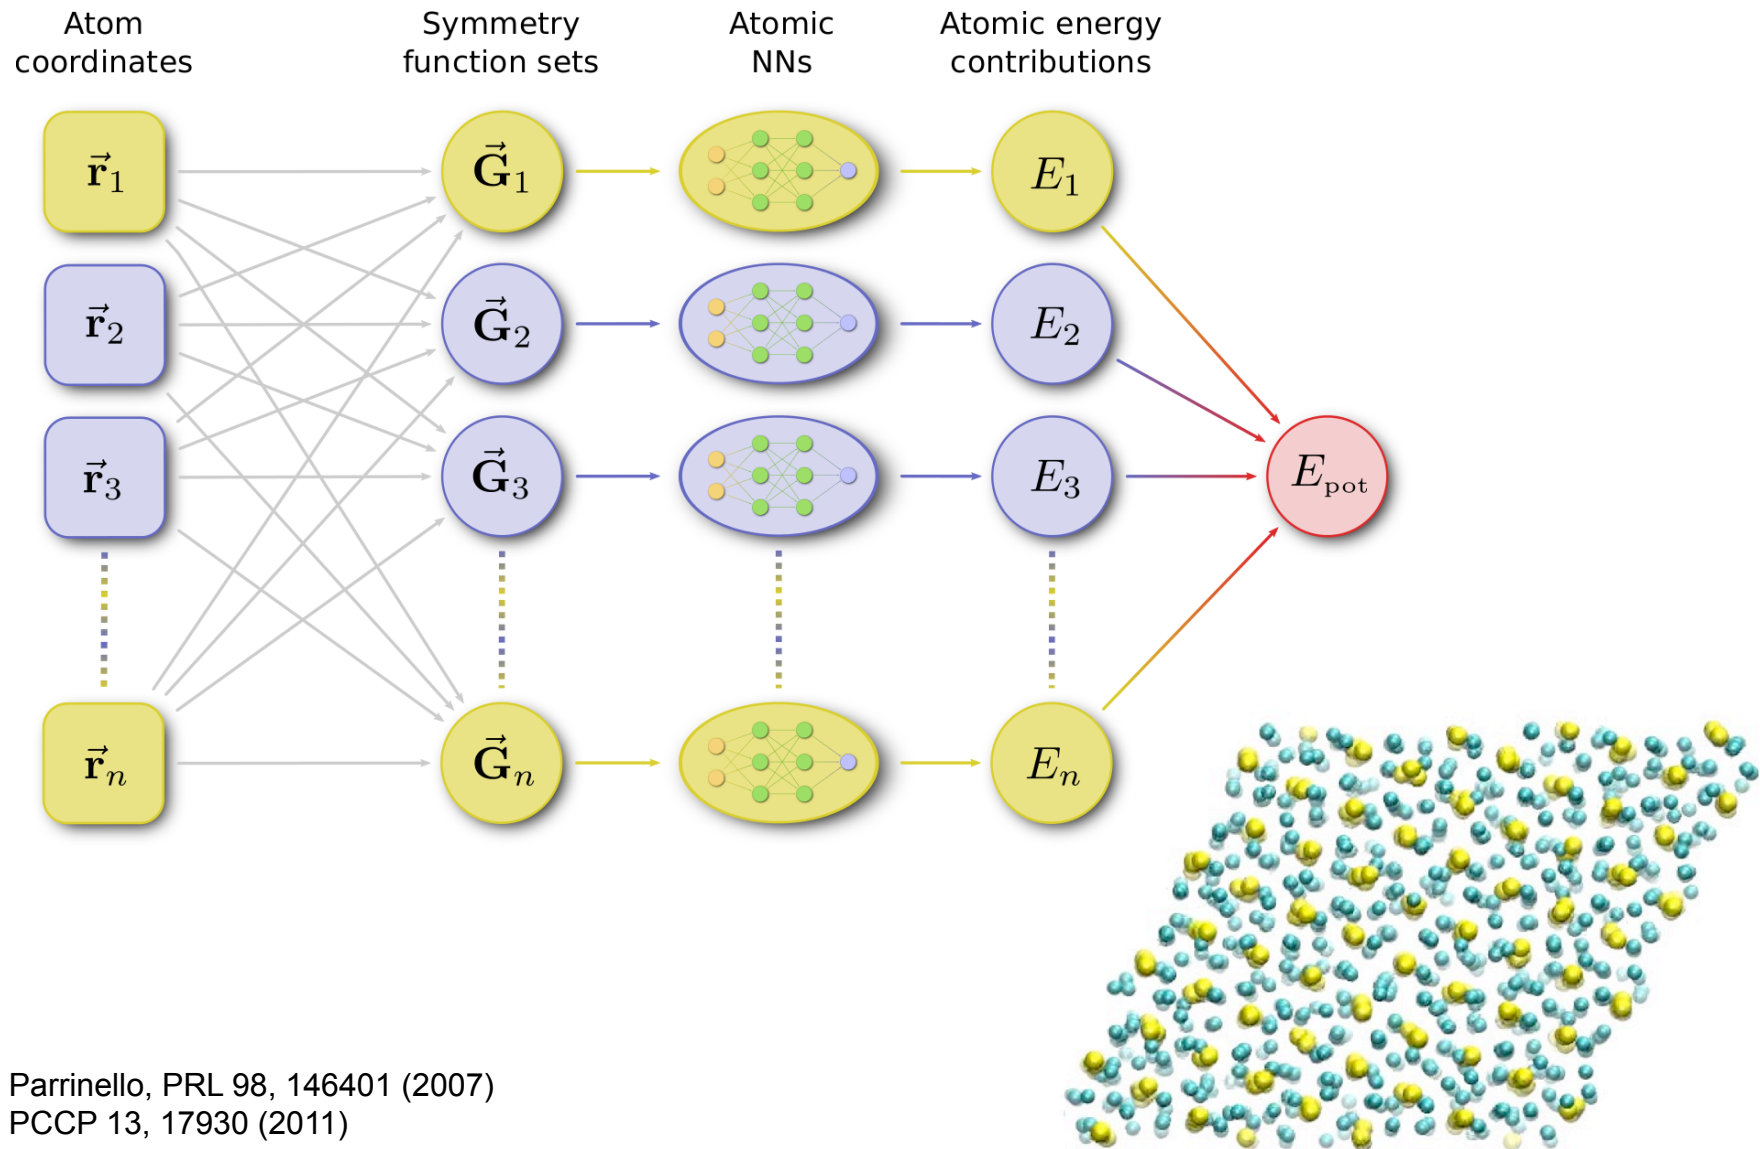 Atom
coordinates
Symmetry
function sets
Atomic
NNs
Atomic energy
contributions
r⃗₁
G⃗₁
E₁
r⃗₂
G⃗₂
E₂
r⃗₃
G⃗₃
E₃
E_pot
r⃗ₙ
G⃗ₙ
Eₙ
Parrinello, PRL 98, 146401 (2007)
PCCP 13, 17930 (2011)